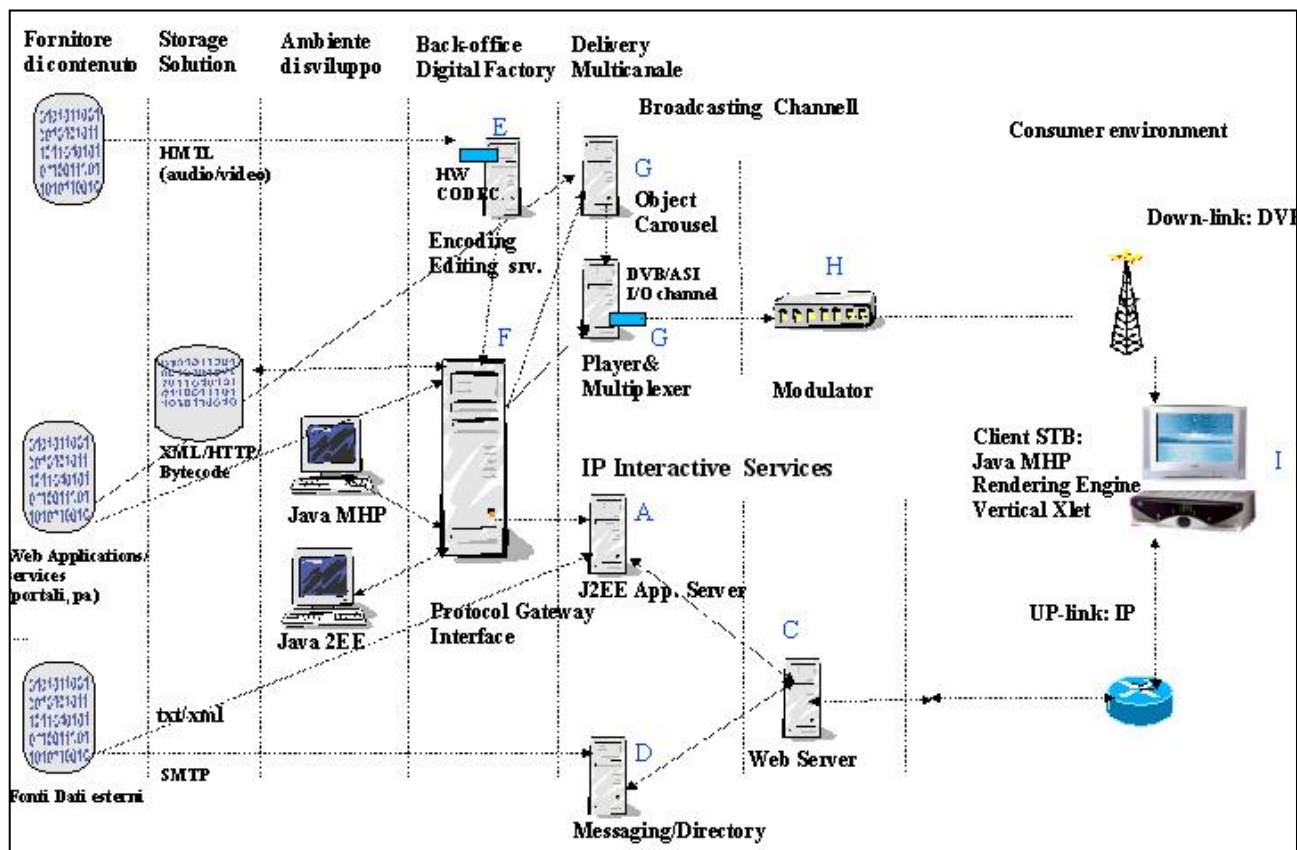 Fornitore
di contenuto
Storage
Solution
Ambiente
di sviluppo
Back-office
Digital Factory
Delivery
Multicanale
Broadcasting Channell
Consumer environment
E
HMTL
(audio/video)
HW
CODEC
G
Object
Carousel
Down-link: DVB
Encoding
Editing srv.
DVB/ASI
I/O channel
H
F
G
Player&
Multiplexer
Modulator
XML/HTTP/
Bytecode
Client STB:
Java MHP
Rendering Engine
Vertical Xlet
I
IP Interactive Services
Java MHP
A
Web Applications/
services
(portali, pa)
....
J2EE App. Server
Protocol Gateway
Interface
UP-link: IP
C
Java 2EE
txt/xml
D
Web Server
SMTP
Fonti Dati esterni
Messaging/Directory